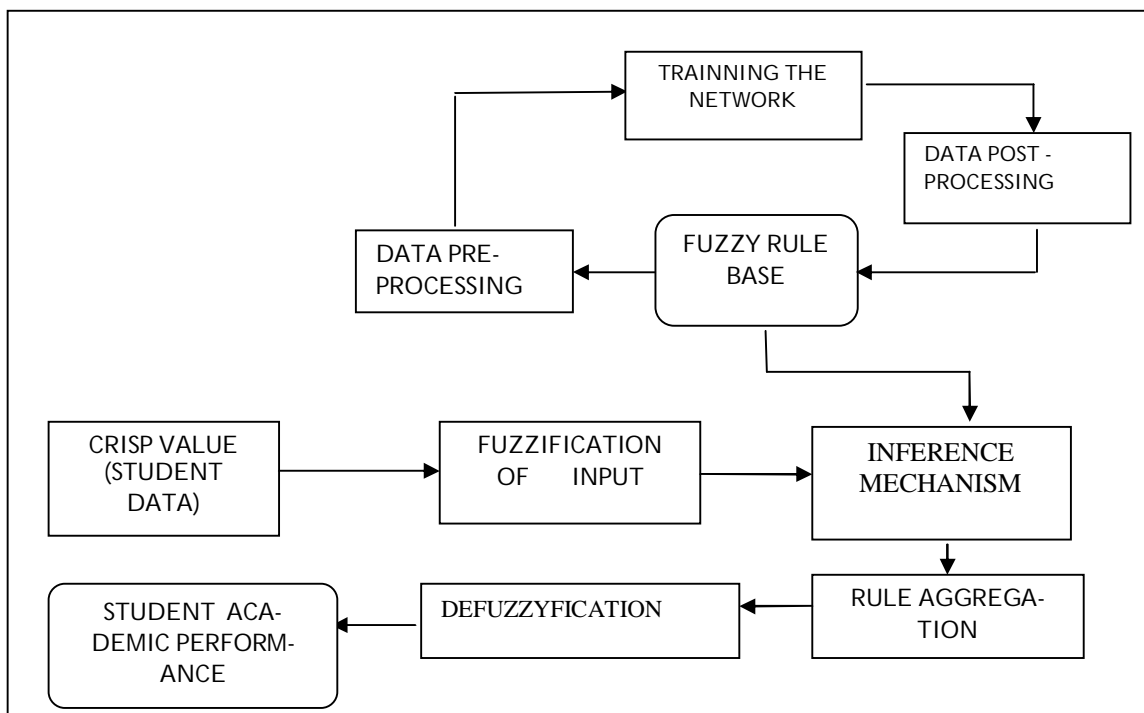 TRAINNING THE
NETWORK
DATA POST -
PROCESSING
FUZZY RULE
BASE
DATA PRE-
PROCESSING
CRISP VALUE
(STUDENT
DATA)
FUZZIFICATION
OF INPUT
INFERENCE
MECHANISM
RULE AGGREGA-
TION
DEFUZZYFICATION
STUDENT ACA-
DEMIC PERFORM-
ANCE